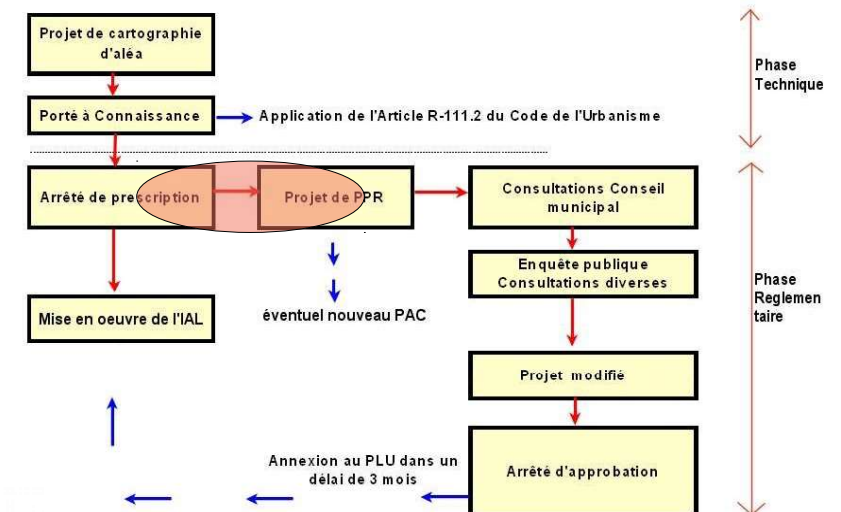 Projet de cartographie
d'aléa
Phase
Technique
Porté à Connaissance
Application de l'Article R-111.2 du Code de l'Urbanisme
Arrêté de prescription
Projet de PPR
Consultations Conseil
municipal
Enquête publique
Consultations diverses
Phase
Reglemen
taire
Mise en oeuvre de l'IAL
éventuel nouveau PAC
Projet modifié
Annexion au PLU dans un
délai de 3 mois
Arrêté d'approbation